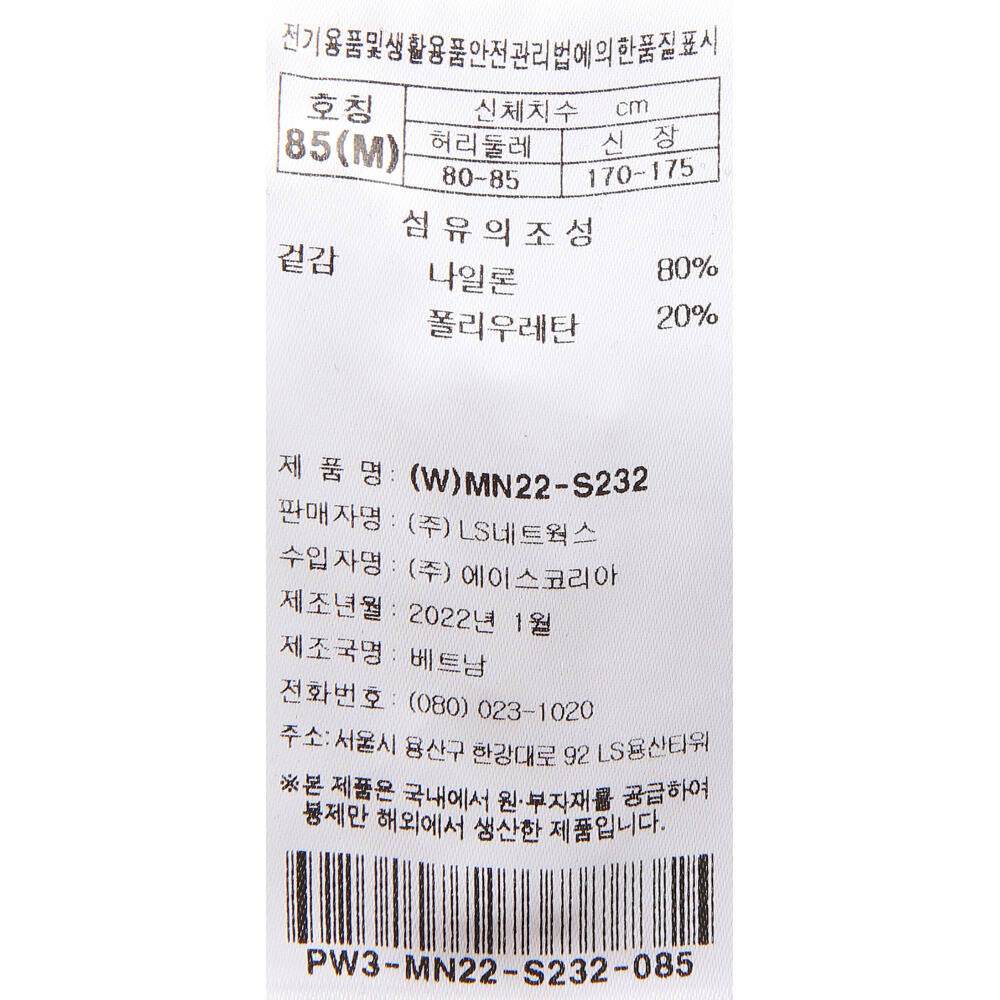 전기용품및생활용품안전관리법에의한품질표시
호칭 신체치수 cm
85(M) 허리둘레 신 장
80-85 170-175
섬유의조성
겉감 나일론 80%
폴리우레탄 20%
제 품 명 : (W)MN22-S232
판매자명 : (주) LS네트웍스
수입자명 : (주) 에이스코리아
제조년월 : 2022년 1월
제조국명 : 베트남
전화번호 : (080) 023-1020
주소: 서울시 용산구 한강대로 92 LS용산타워
※본 제품은 국내에서 원·부자재를 공급하여
봉제만 해외에서 생산한 제품입니다.
PW3-MN22-S232-085